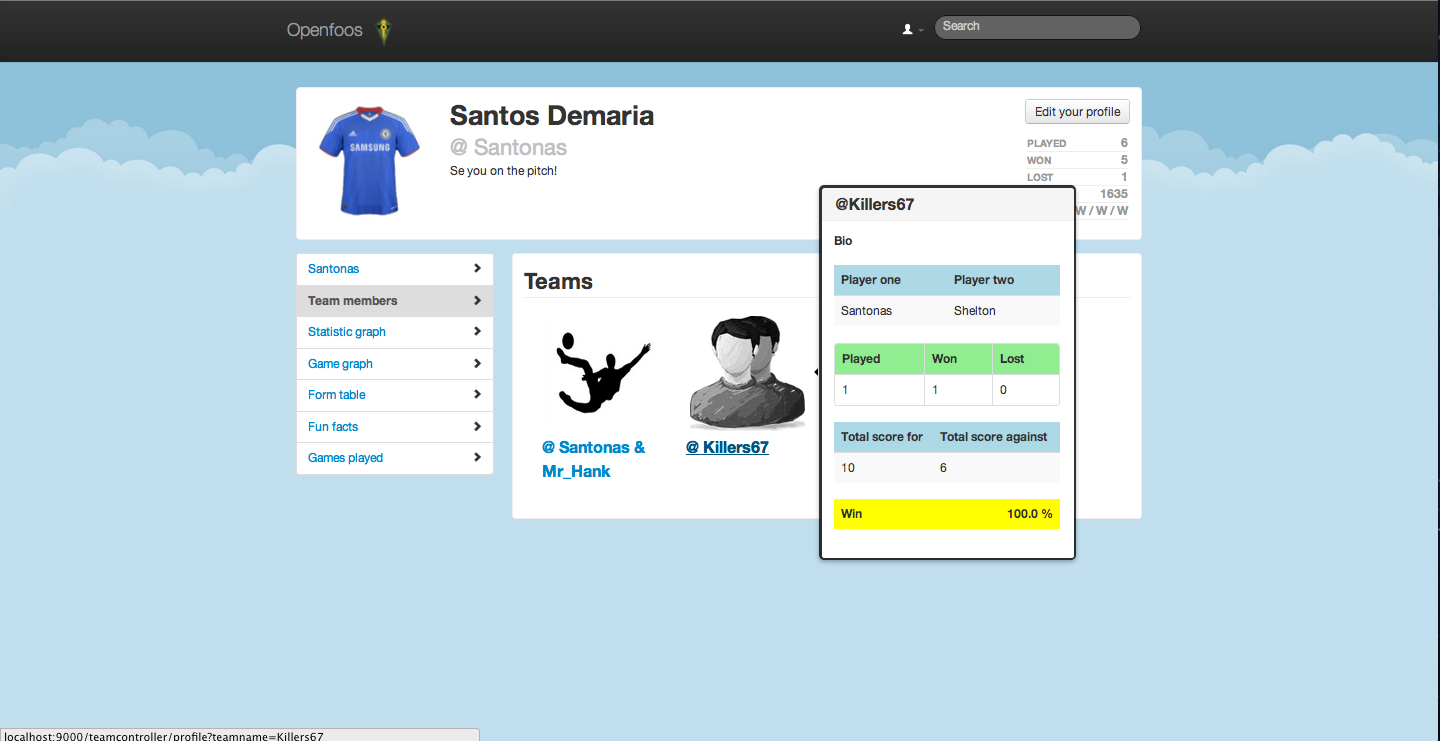 Openfoos
Search
Santos Demaria
@ Santonas
Se you on the pitch!
SAMSUNG
Edit your profile
PLAYED 6
WON 5
LOST 1
1635
W / W / W
Santonas
Team members
Statistic graph
Game graph
Form table
Fun facts
Games played
Teams
@ Santonas &
Mr_Hank
@ Killers67
@Killers67
Bio
Player one Player two
Santonas Shelton
Played Won Lost
1 1 0
Total score for Total score against
10 6
Win 100.0 %
localhost:9000/teamcontroller/profile?teamname=Killers67